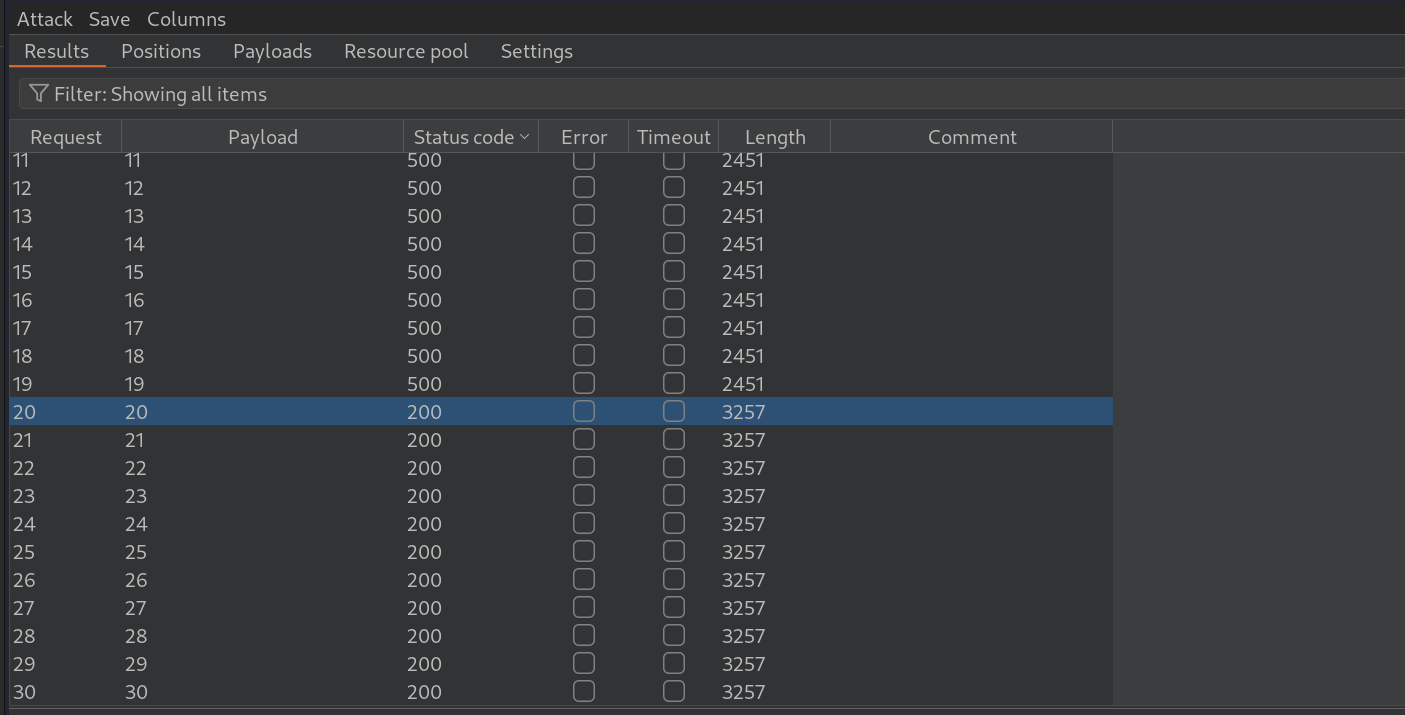 Attack Save Columns
Results Positions Payloads Resource pool Settings
Filter: Showing all items
Request Payload Status code Error Timeout Length Comment
11 11 500 2451
12 12 500 2451
13 13 500 2451
14 14 500 2451
15 15 500 2451
16 16 500 2451
17 17 500 2451
18 18 500 2451
19 19 500 2451
20 20 200 3257
21 21 200 3257
22 22 200 3257
23 23 200 3257
24 24 200 3257
25 25 200 3257
26 26 200 3257
27 27 200 3257
28 28 200 3257
29 29 200 3257
30 30 200 3257